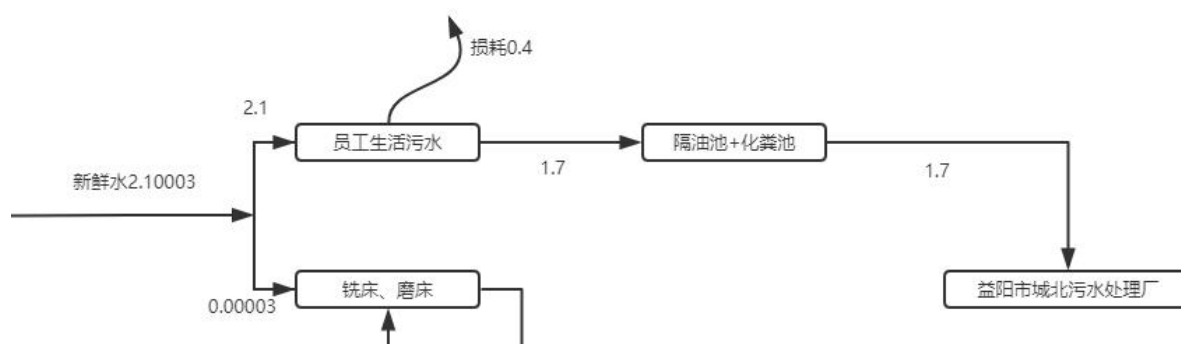 损耗0.4
2.1
员工生活污水
隔油池+化粪池
1.7
1.7
新鲜水2.10003
铣床、磨床
益阳市城北污水处理厂
0.00003